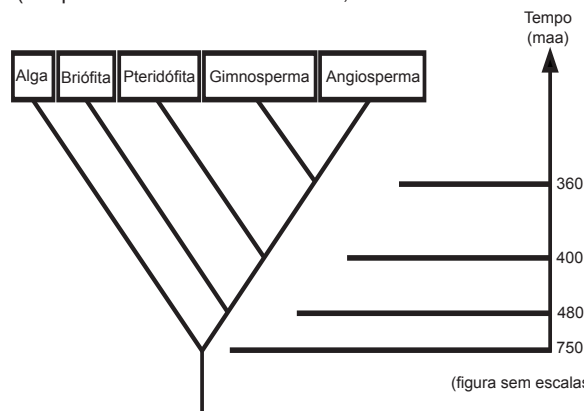 Tempo
(maa)
Alga Briófita Pteridófita Gimnosperma Angiosperma
360
400
480
750
(figura sem escalas